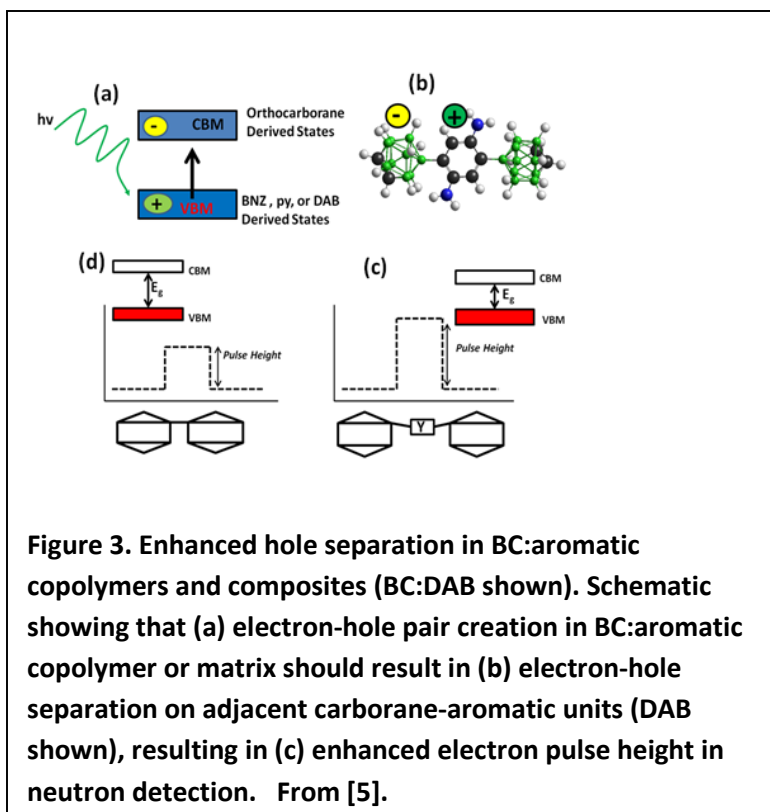 (a)
hv
-
CBM
Orthocarborane
Derived States
+
VBM
BNZ , py, or DAB
Derived States
(b)
-
+
(d)
CBM
Eg
VBM
Pulse Height
(c)
CBM
Eg
VBM
Pulse Height
Y
Figure 3. Enhanced hole separation in BC:aromatic
copolymers and composites (BC:DAB shown). Schematic
showing that (a) electron-hole pair creation in BC:aromatic
copolymer or matrix should result in (b) electron-hole
separation on adjacent carborane-aromatic units (DAB
shown), resulting in (c) enhanced electron pulse height in
neutron detection. From [5].